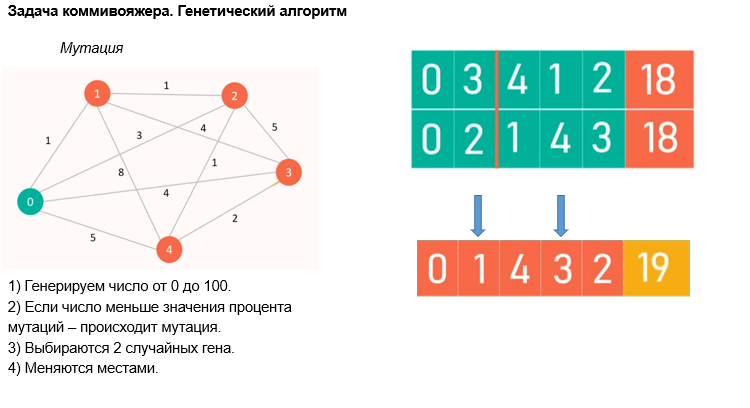 Задача коммивояжера. Генетический алгоритм
Мутация
1
1
2
5
1
3
4
8
1
3
4
2
0
5
4
0 3 4 1 2 18
0 2 1 4 3 18
0 1 4 3 2 19
1) Генерируем число от 0 до 100.
2) Если число меньше значения процента
мутаций – происходит мутация.
3) Выбираются 2 случайных гена.
4) Меняются местами.